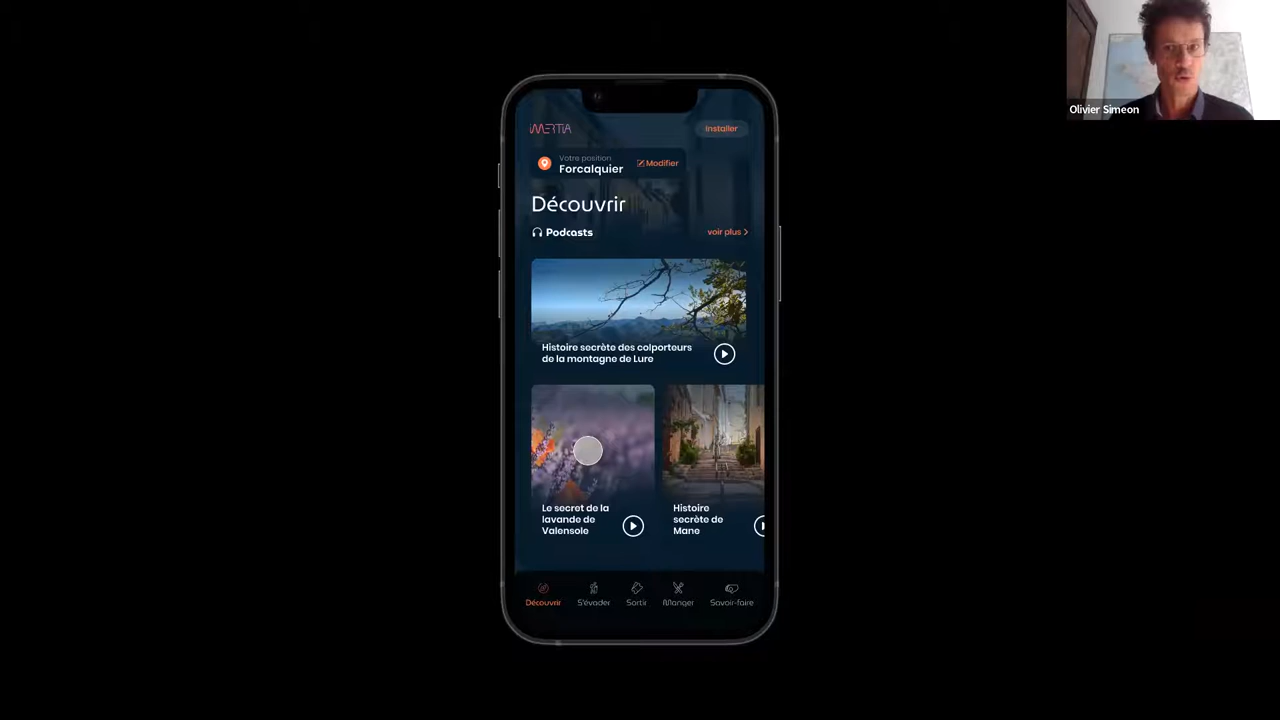 iMERTIA
Installer
Votre position
Forcalquier
Modifier
Découvrir
Podcasts
voir plus
Histoire secrète des colporteurs
de la montagne de Lure
Le secret de la
lavande de
Valensole
Histoire
secrète de
Mane
Découvrir
S'évader
Sortir
Manger
Savoir-faire
Olivier Simeon